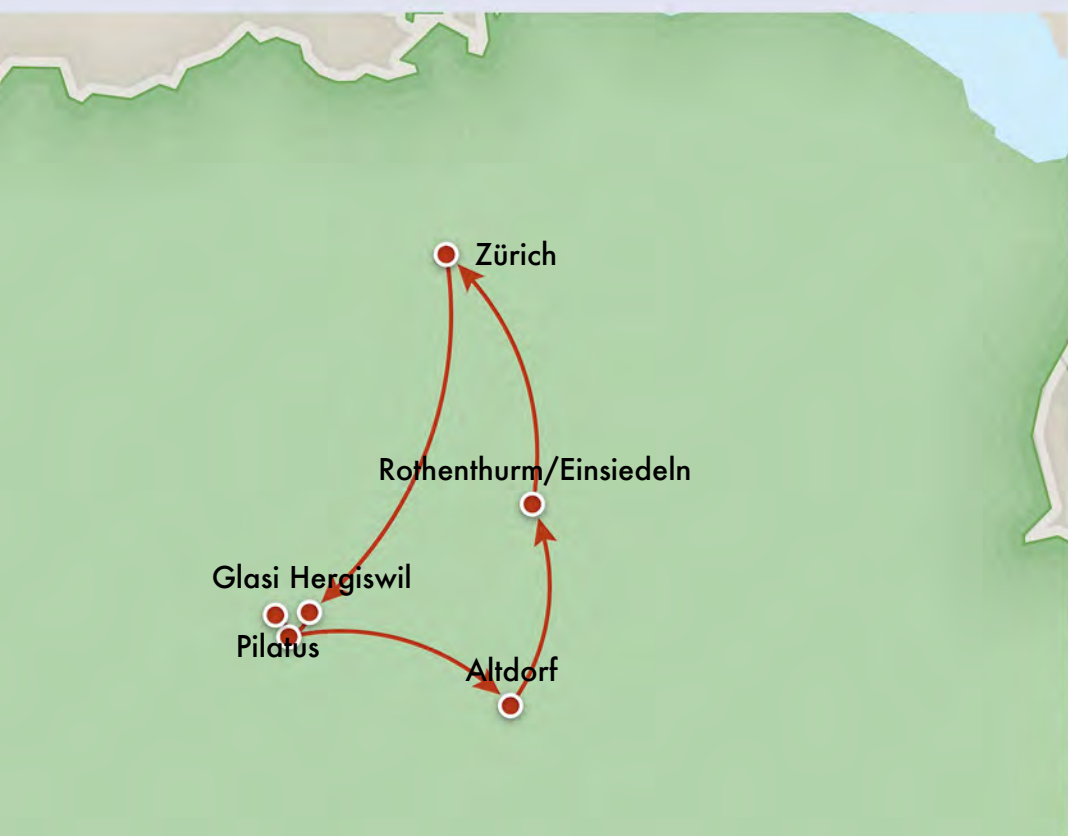 Zürich
Rothenthurm/Einsiedeln
Glasi Hergiswil
Pilatus
Altdorf